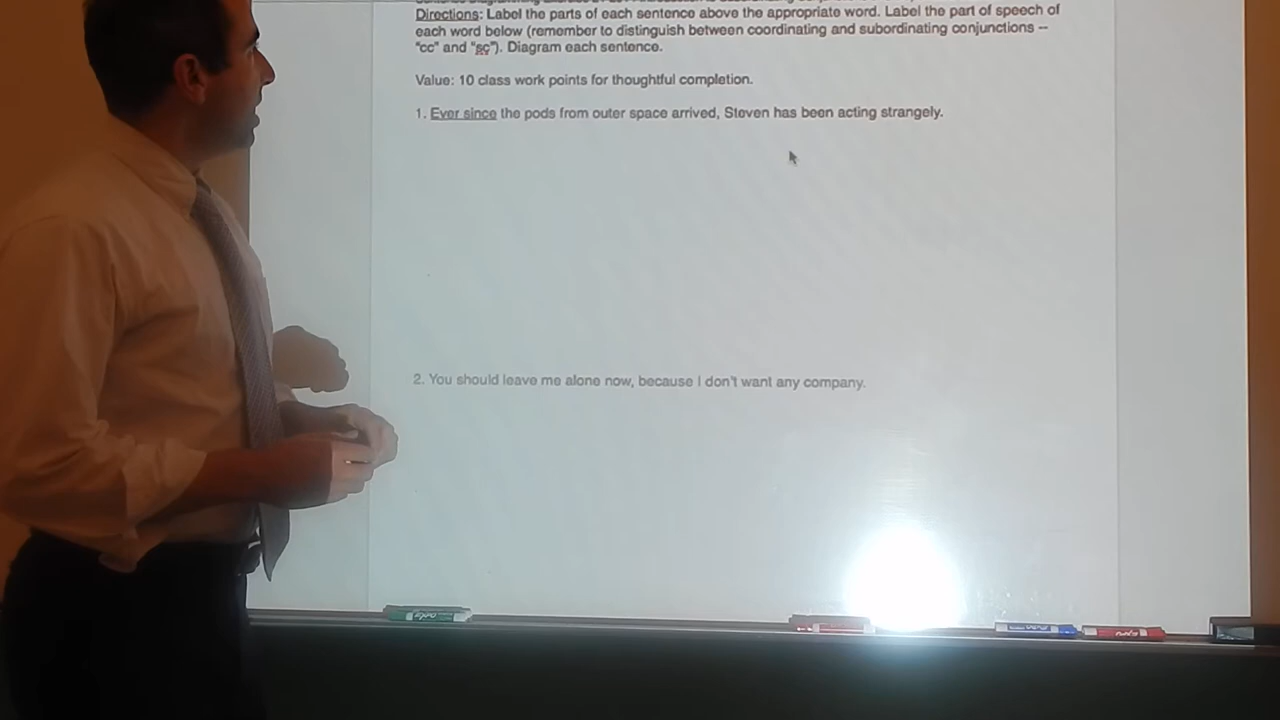 Directions: Label the parts of each sentence above the appropriate word. Label the part of speech of
each word below (remember to distinguish between coordinating and subordinating conjunctions --
"cc" and "sc"). Diagram each sentence.
Value: 10 class work points for thoughtful completion.
1. Ever since the pods from outer space arrived, Steven has been acting strangely.
2. You should leave me alone now, because I don't want any company.